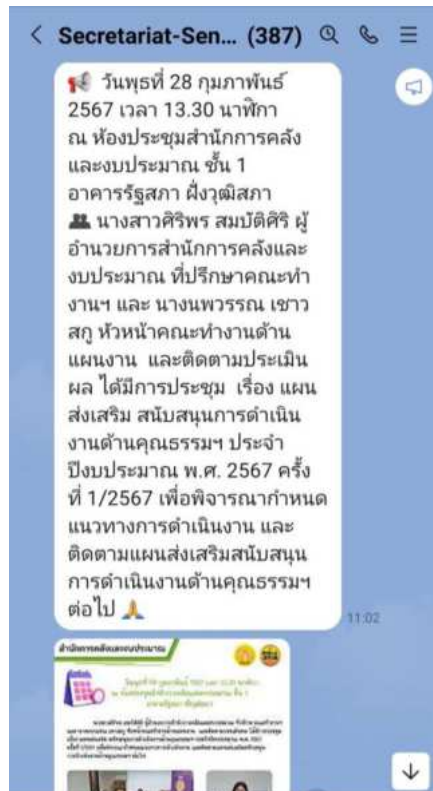 Secretariat-Sen... (387)
วันพุธที่ 28 กุมภาพันธ์
2567 เวลา 13.30 นาฬิกา
ณ ห้องประชุมสำนักการคลัง
และงบประมาณ ชั้น 1
อาคารรัฐสภา ฝั่งวุฒิสภา
นางสาวศิริพร สมบัติศิริ ผู้
อำนวยการสำนักการคลังและ
งบประมาณ ที่ปรึกษาคณะทำ
งานฯ และ นางนพวรรณ เชาว
สกู หัวหน้าคณะทำงานด้าน
แผนงาน และติดตามประเมิน
ผล ได้มีการประชุม เรื่อง แผน
ส่งเสริม สนับสนุนการดำเนิน
งานด้านคุณธรรมฯ ประจำ
ปีงบประมาณ พ.ศ. 2567 ครั้ง
ที่ 1/2567 เพื่อพิจารณากำหนด
แนวทางการดำเนินงาน และ
ติดตามแผนส่งเสริมสนับสนุน
การดำเนินงานด้านคุณธรรมฯ
ต่อไป
11:02
สำนักการคลังและงบประมาณ